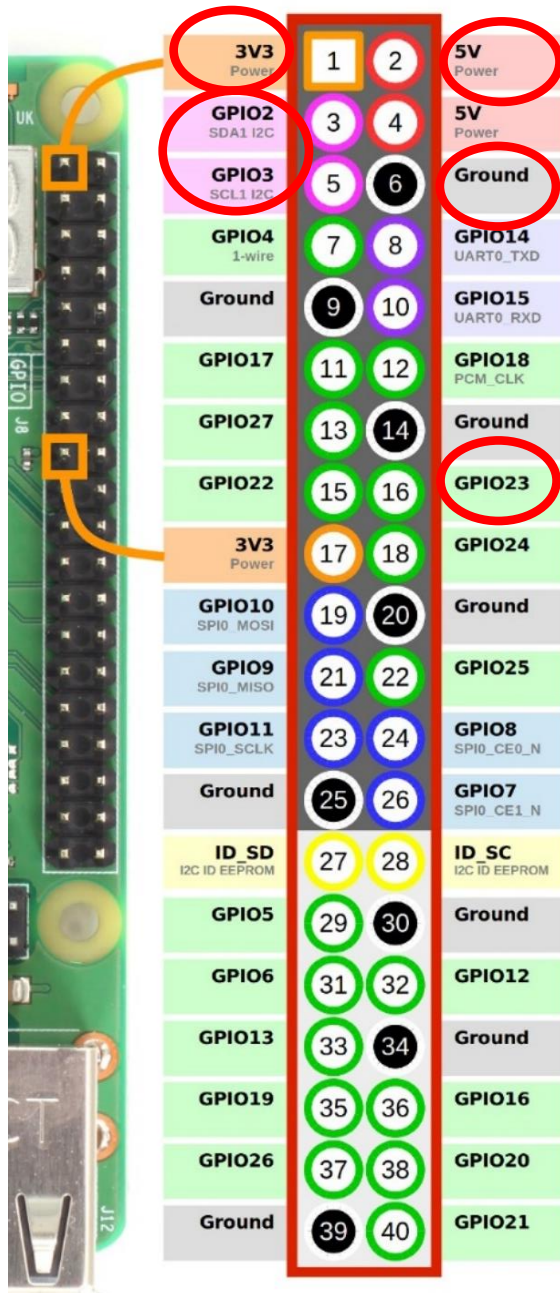 UK
GPIO
J8
CT
J12
3V3
Power
1
2
5V
Power
GPIO2
SDA1 I2C
3
4
5V
Power
GPIO3
SCL1 I2C
5
6
Ground
GPIO4
1-wire
7
8
GPIO14
UART0_TXD
Ground
9
10
GPIO15
UART0_RXD
GPIO17
11
12
GPIO18
PCM_CLK
GPIO27
13
14
Ground
GPIO22
15
16
GPIO23
3V3
Power
17
18
GPIO24
GPIO10
SPI0_MOSI
19
20
Ground
GPIO9
SPI0_MISO
21
22
GPIO25
GPIO11
SPI0_SCLK
23
24
GPIO8
SPI0_CE0_N
Ground
25
26
GPIO7
SPI0_CE1_N
ID_SD
I2C ID EEPROM
27
28
ID_SC
I2C ID EEPROM
GPIO5
29
30
Ground
GPIO6
31
32
GPIO12
GPIO13
33
34
Ground
GPIO19
35
36
GPIO16
GPIO26
37
38
GPIO20
Ground
39
40
GPIO21